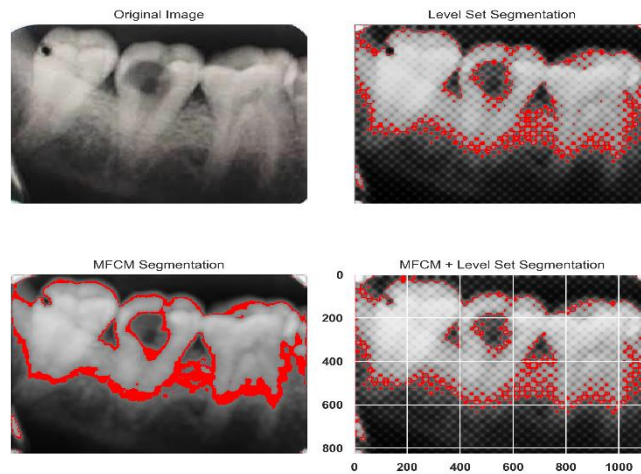 Original Image
Level Set Segmentation
MFCM Segmentation
MFCM + Level Set Segmentation
0
200
400
600
800
0 200 400 600 800 1000